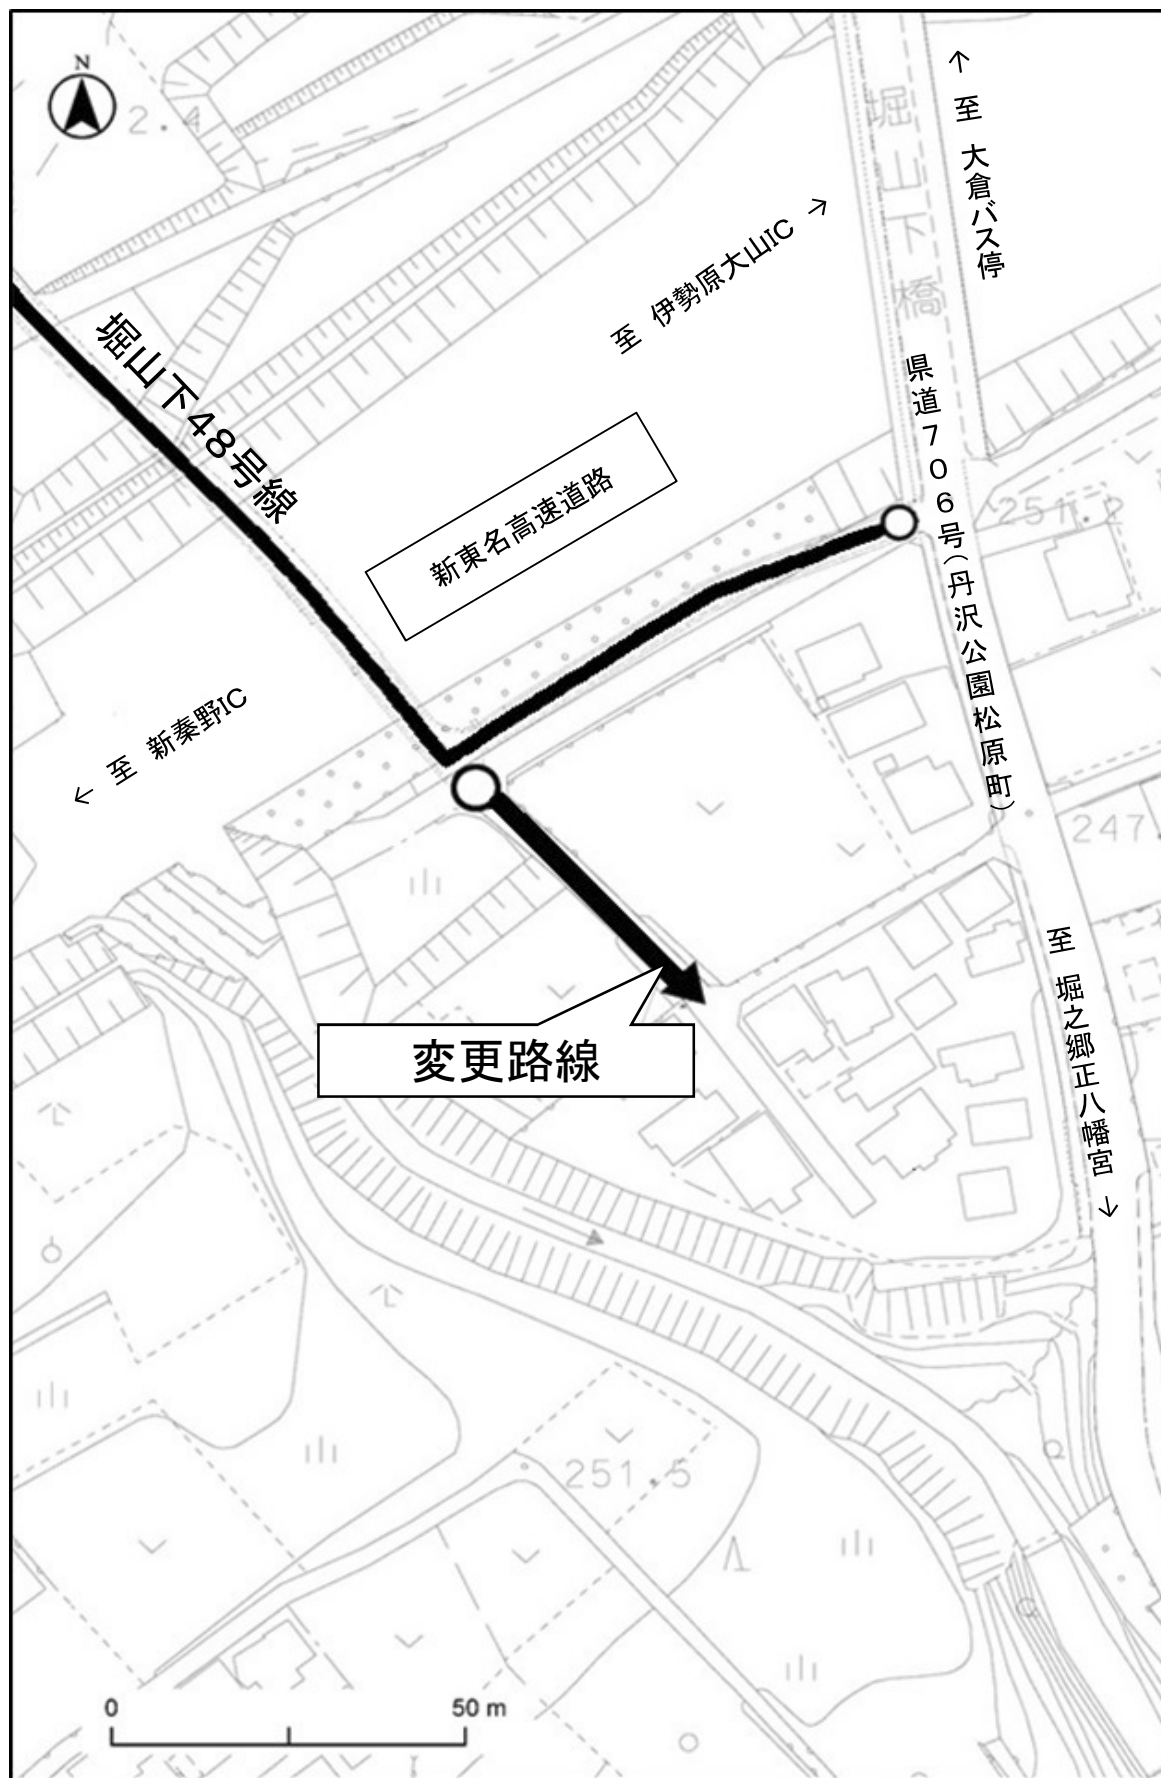 N
2.4
堀山下橋
↑ 至 大倉バス停
至 伊勢原大山IC →
堀山下48号線
県道706号（丹沢公園松原町）
新東名高速道路
251.2
← 至 新秦野IC
247.
至 堀之郷正八幡宮 →
変更路線
251.5
0
50 m